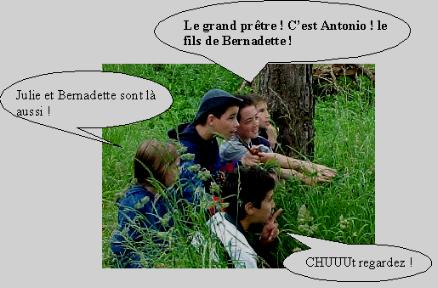 Le grand prêtre ! C'est Antonio ! le
fils de Bernadette !
Julie et Bernadette sont là
aussi !
CHUUUt regardez !